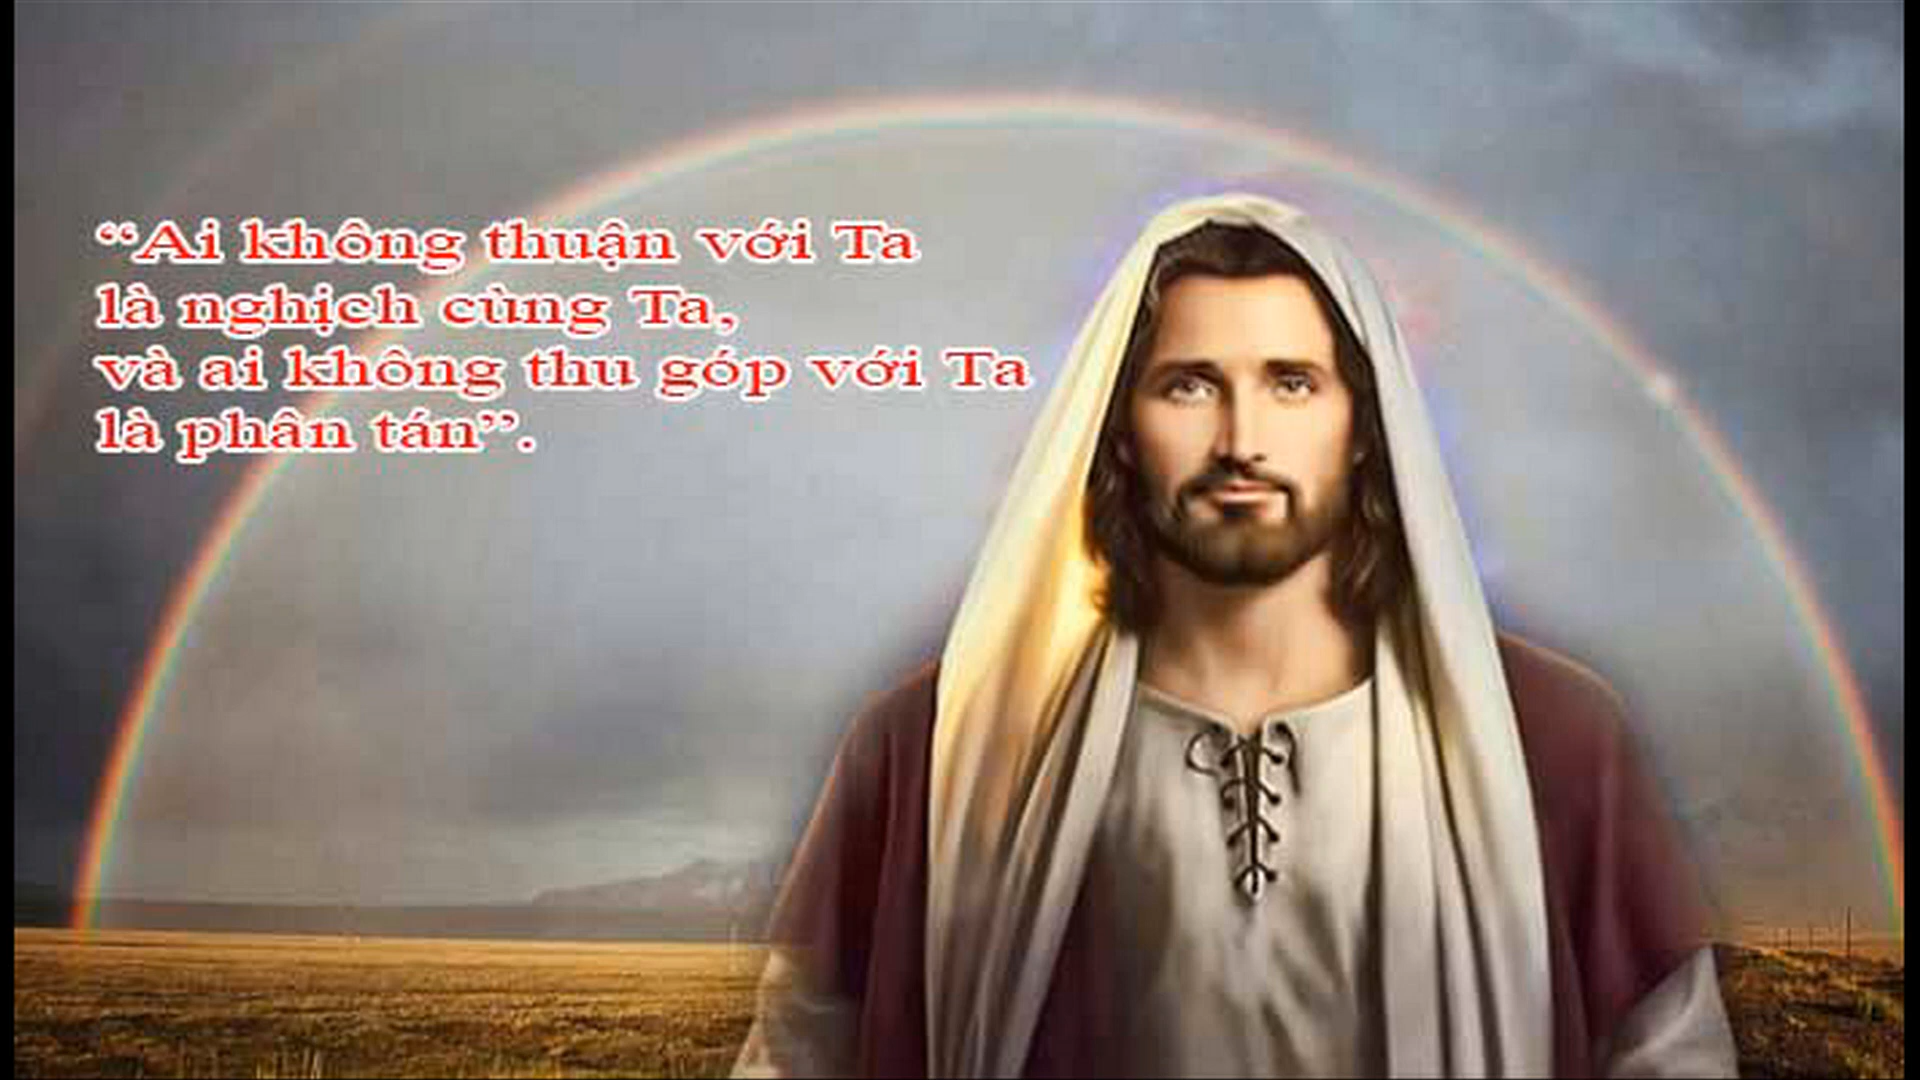 “Ai không thuận với Ta
là nghịch cùng Ta,
và ai không thu góp với Ta
là phân tán”.